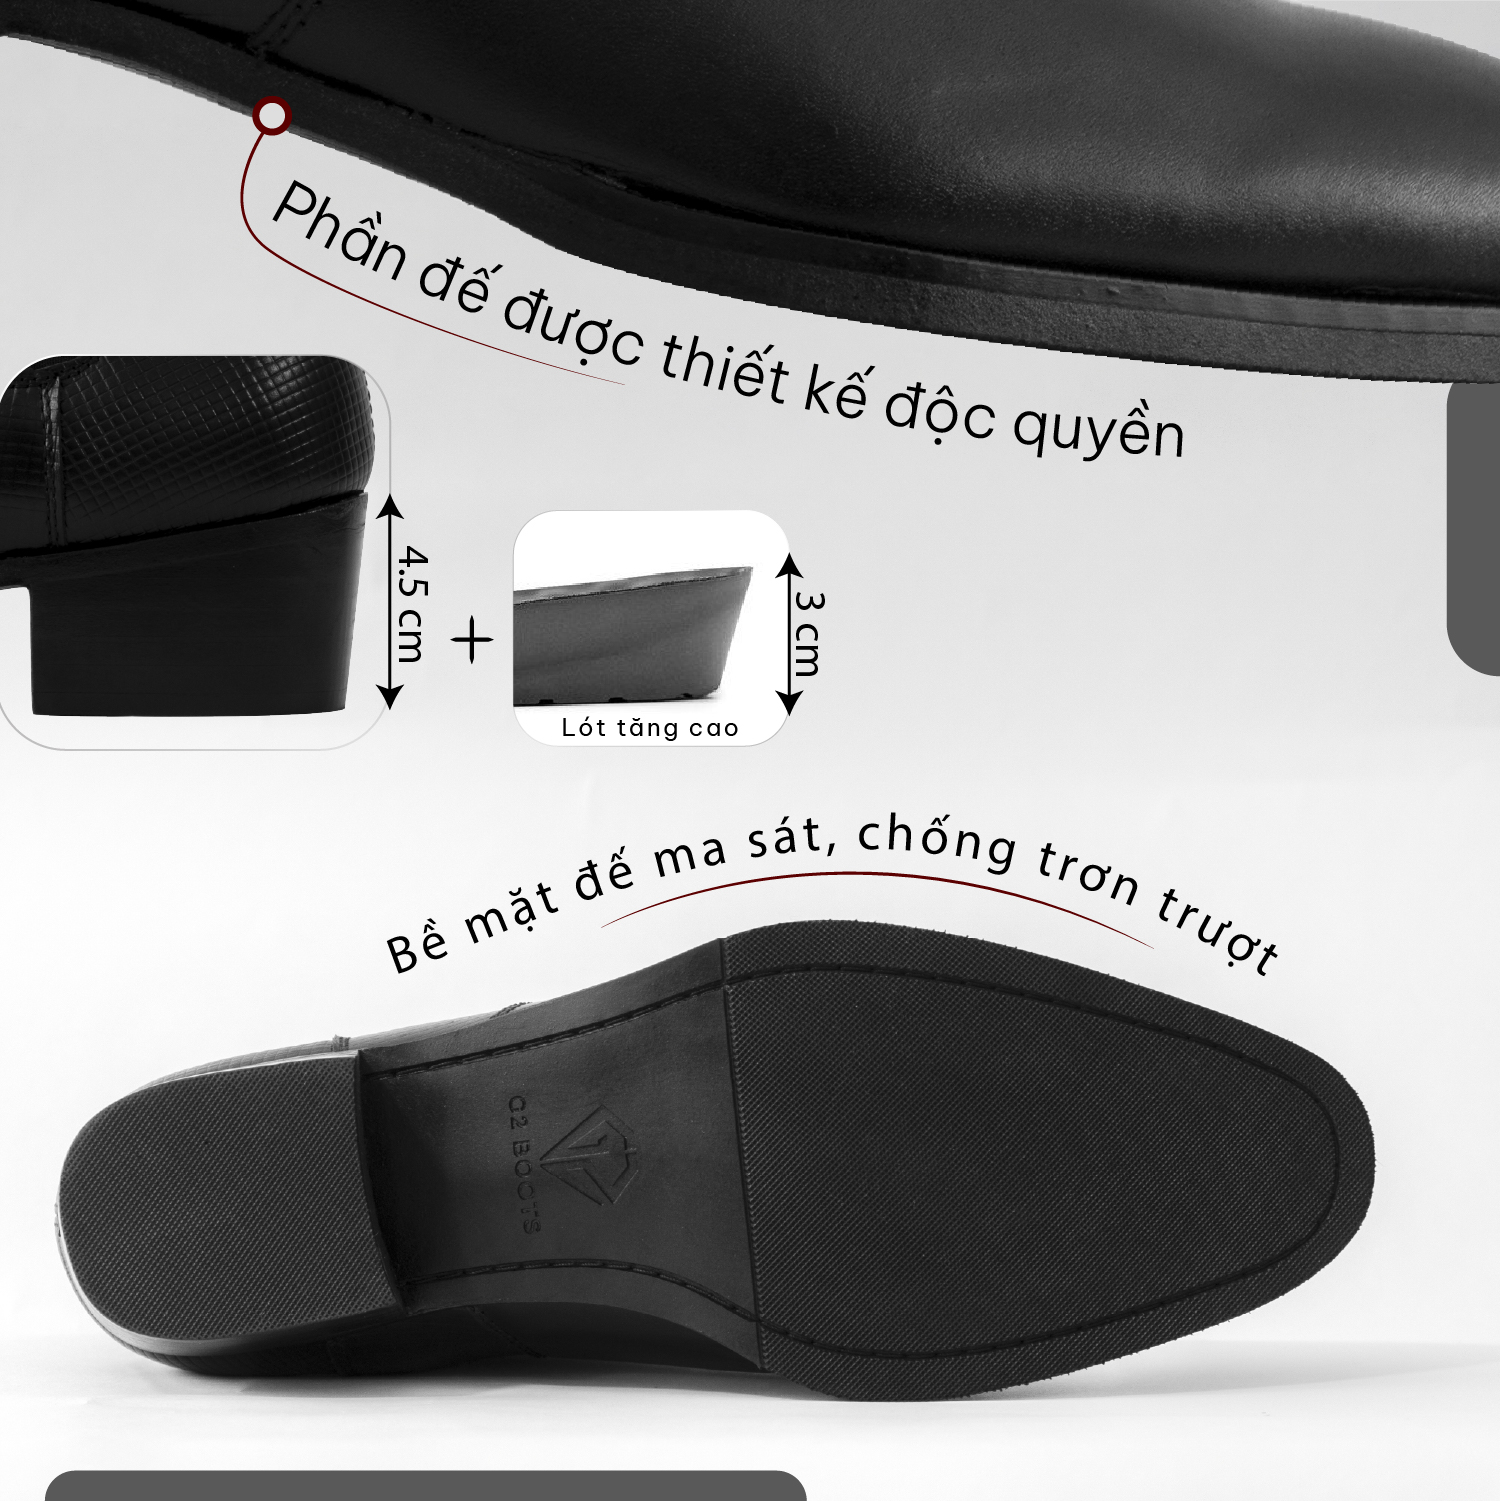 Phần đế được thiết kế độc quyền
4.5 cm
+
3 cm
Lót tăng cao
Bề mặt đế ma sát, chống trơn trượt
G2 BOOTS